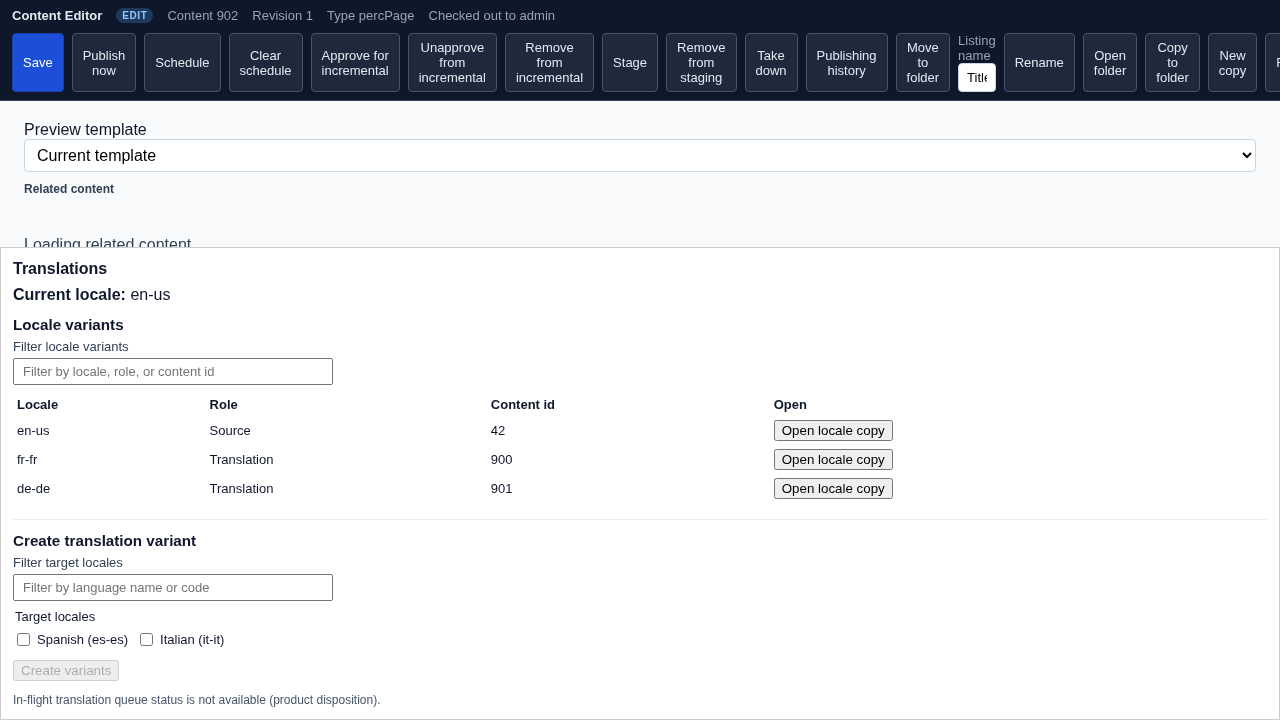 Content Editor EDIT Content 902 Revision 1 Type percPage Checked out to admin
Save
Publish
now
Schedule
Clear
schedule
Approve for
incremental
Unapprove
from
incremental
Remove
from
incremental
Stage
Remove
from
staging
Take
down
Publishing
history
Move
to
folder
Listing
name
Title
Rename
Open
folder
Copy
to
folder
New
copy
Preview template
Current template
Related content
Loading related content
Translations
Current locale: en-us
Locale variants
Filter locale variants
Filter by locale, role, or content id
Locale Role Content id Open
en-us Source 42 Open locale copy
fr-fr Translation 900 Open locale copy
de-de Translation 901 Open locale copy
Create translation variant
Filter target locales
Filter by language name or code
Target locales
Spanish (es-es) Italian (it-it)
Create variants
In-flight translation queue status is not available (product disposition).